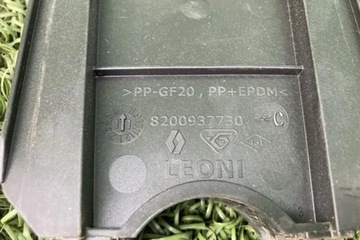 >PP-GF20 , PP+EPDM<
8200937730 C
LEONI